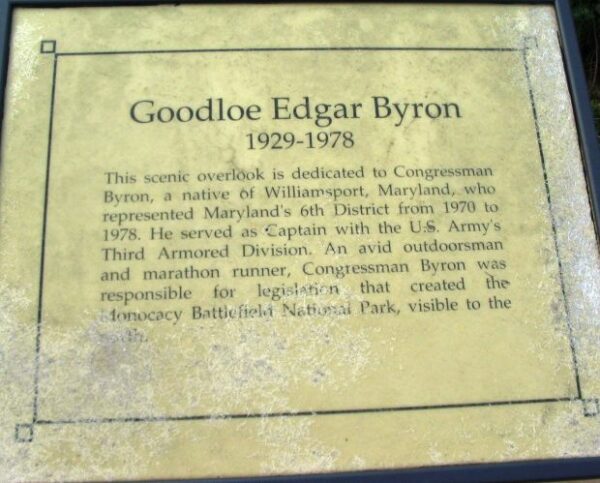 Goodloe Edgar Byron
1929-1978
This scenic overlook is dedicated to Congressman
Byron, a native of Williamsport, Maryland, who
represented Maryland's 6th District from 1970 to
1978. He served as Captain with the U.S. Army's
Third Armored Division. An avid outdoorsman
and marathon runner, Congressman Byron was
responsible for legislation that created the
Monocacy Battlefield National Park, visible to the